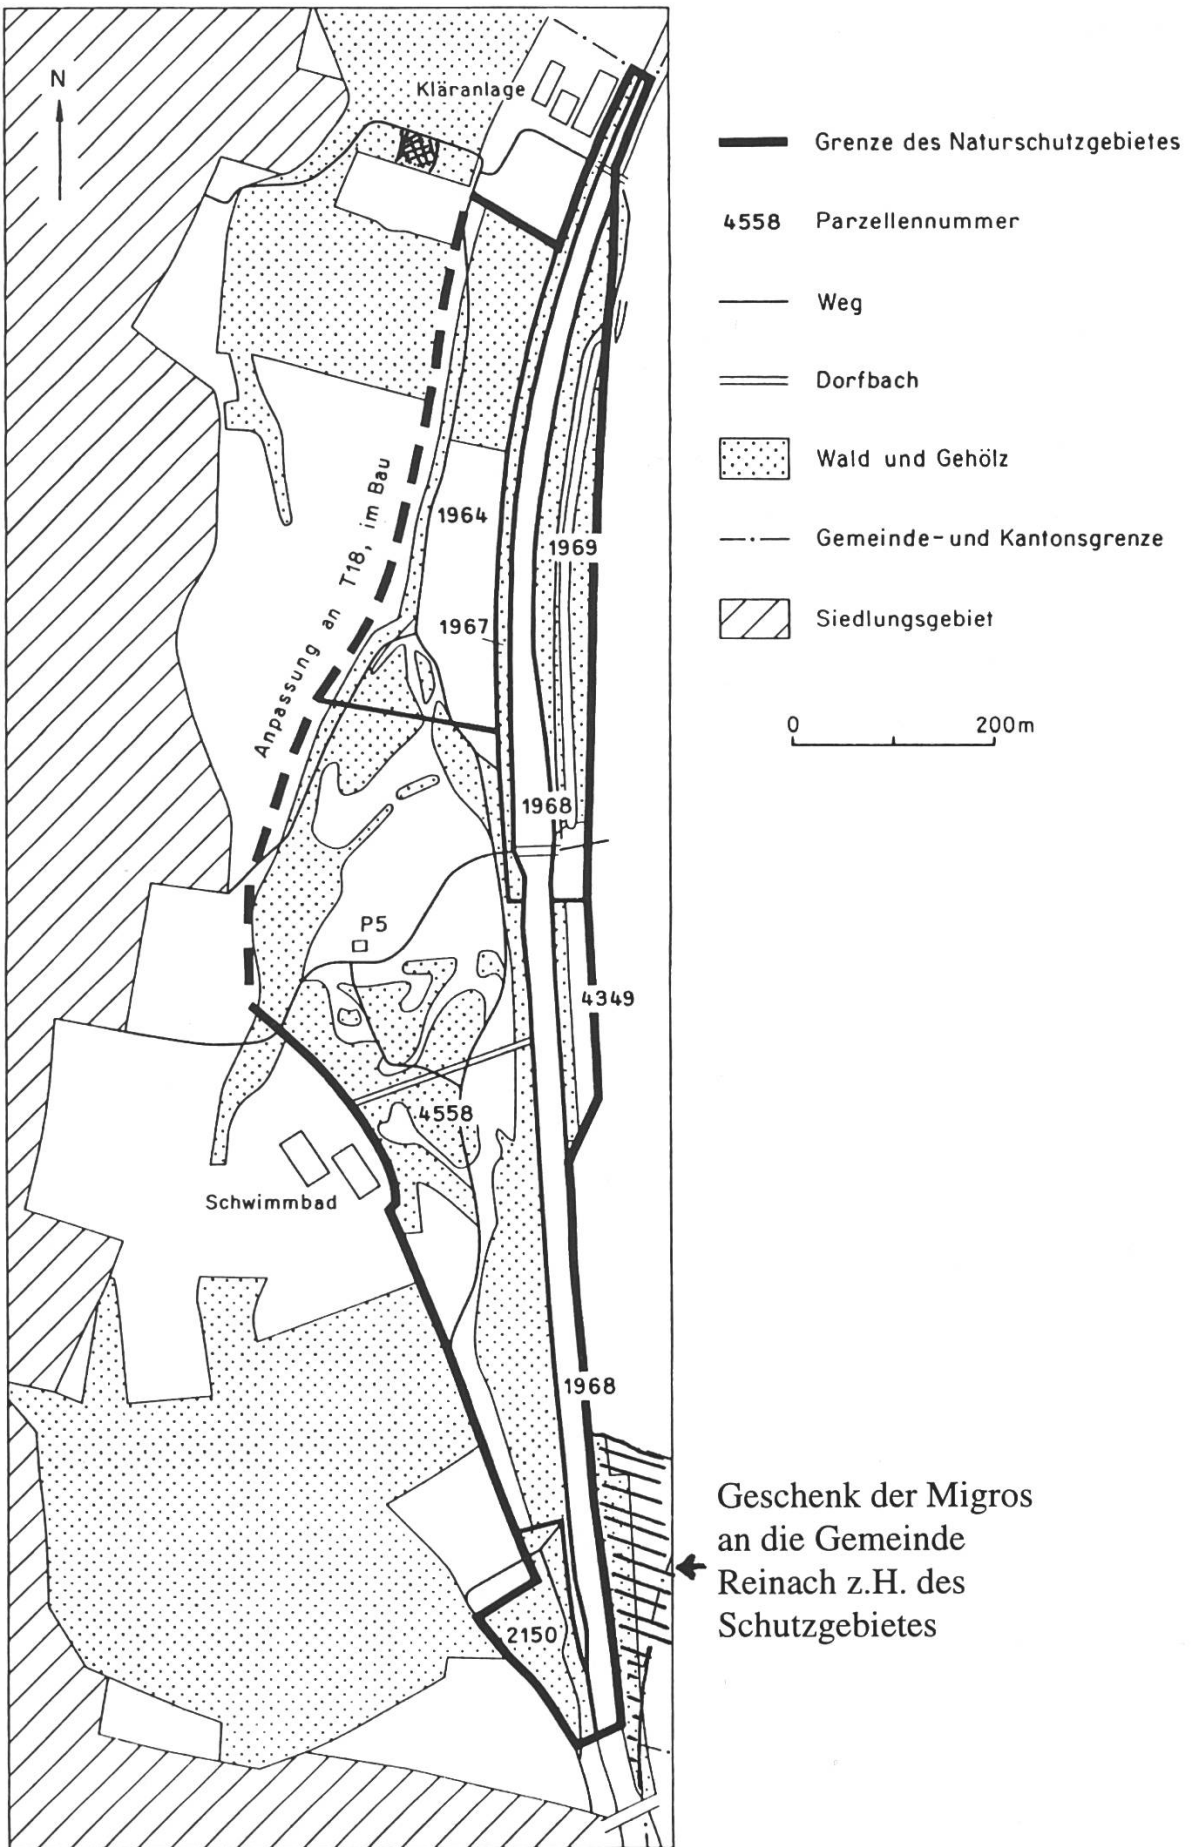 N
Kläranlage
Anpassung an T18, im Bau
1964
1969
1967
1968
P5
4349
4558
Schwimmbad
1968
2150
Grenze des Naturschutzgebietes
4558 Parzellennummer
Weg
Dorfbach
Wald und Gehölz
Gemeinde- und Kantonsgrenze
Siedlungsgebiet
0 200m
Geschenk der Migros
an die Gemeinde
Reinach z.H. des
Schutzgebietes